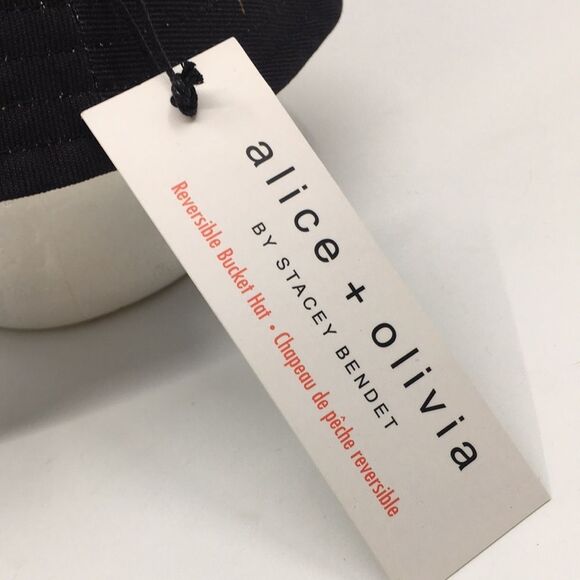 alice + olivia
BY STACEY BENDET
Reversible Bucket Hat • Chapeau de pêche reversible